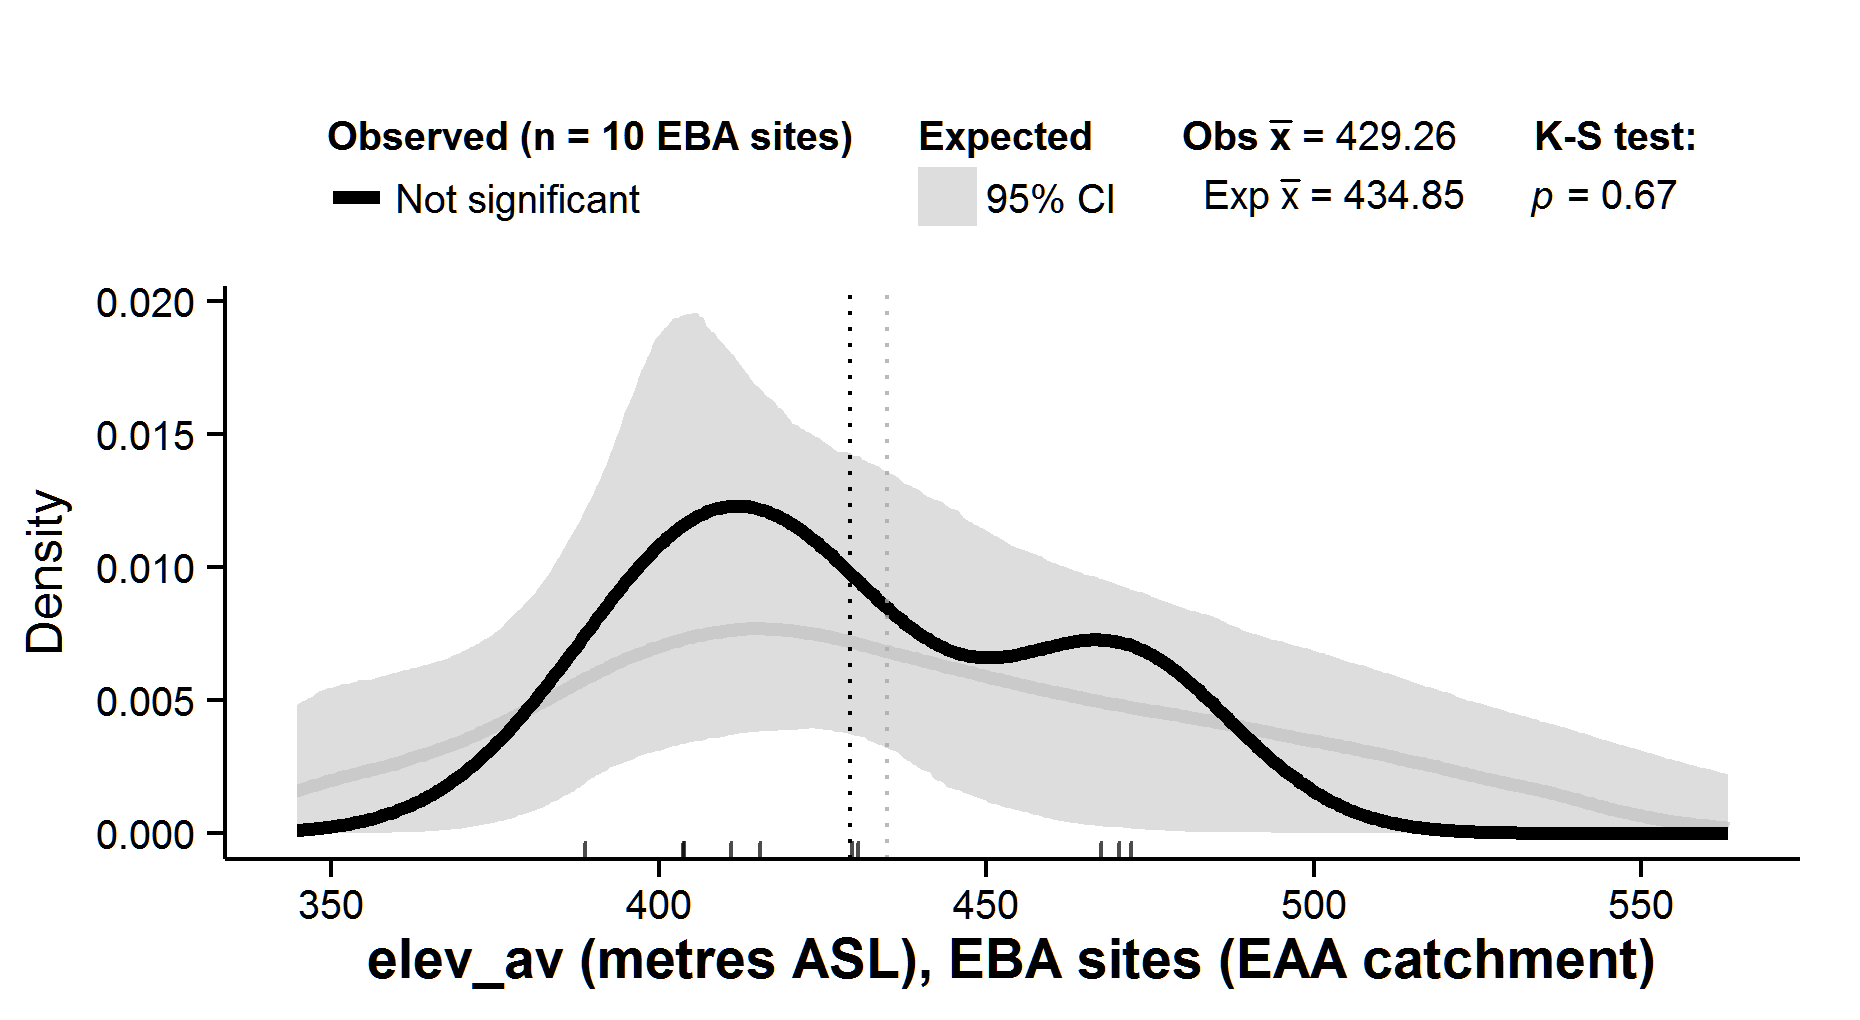 Observed (n = 10 EBA sites) Expected Obs x̅ = 429.26 K-S test:
Not significant 95% CI Exp x̅ = 434.85 p = 0.67
0.020
0.015
0.010
0.005
0.000
Density
350 400 450 500 550
elev_av (metres ASL), EBA sites (EAA catchment)